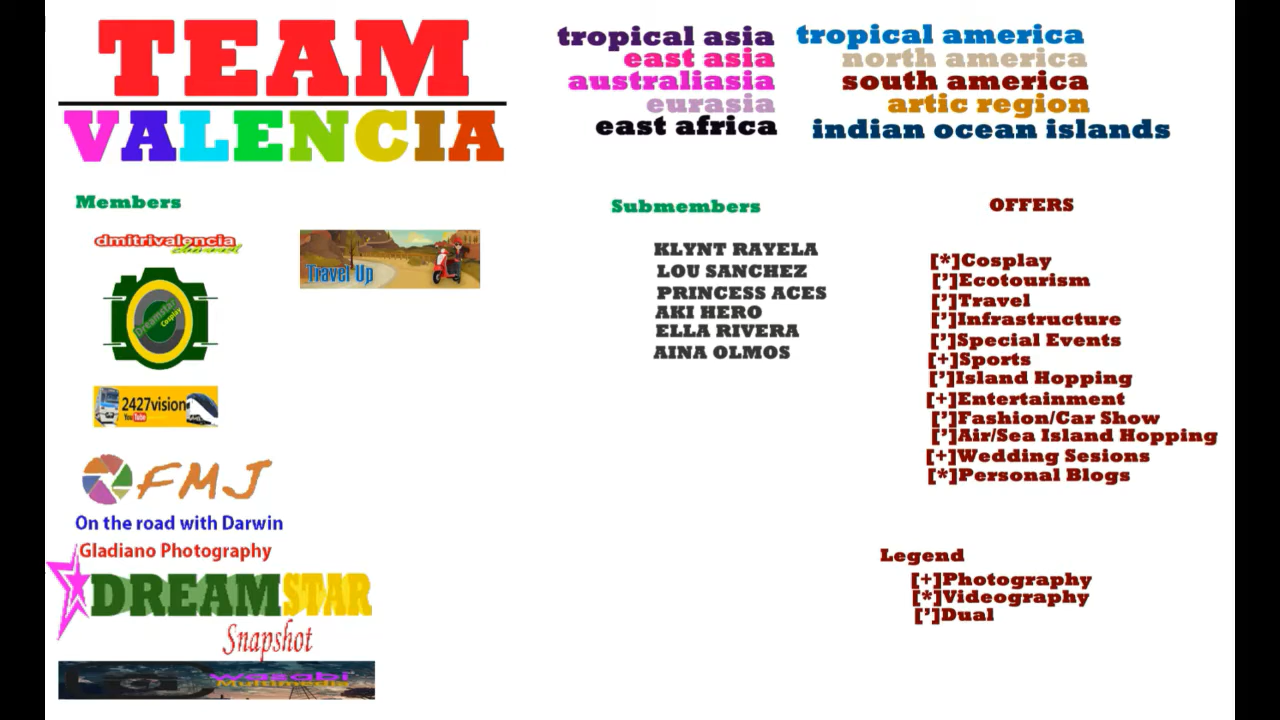 TEAM
VALENCIA
tropical asia
east asia
australiasia
eurasia
east africa
tropical america
north america
south america
artic region
indian ocean islands
Members
dmitrivalencia
channel
Dreamstar
Cosplay
2427vision
YouTube
FMJ
On the road with Darwin
Gladiano Photography
DREAMSTAR
Snapshot
wasabi
Multimedia
Travel Up
Submembers
KLYNT RAYELA
LOU SANCHEZ
PRINCESS ACES
AKI HERO
ELLA RIVERA
AINA OLMOS
OFFERS
[*]Cosplay
[']Ecotourism
[']Travel
[']Infrastructure
[']Special Events
[+]Sports
[']Island Hopping
[+]Entertainment
[']Fashion/Car Show
[']Air/Sea Island Hopping
[+]Wedding Sesions
[*]Personal Blogs
Legend
[+]Photography
[*]Videography
[']Dual